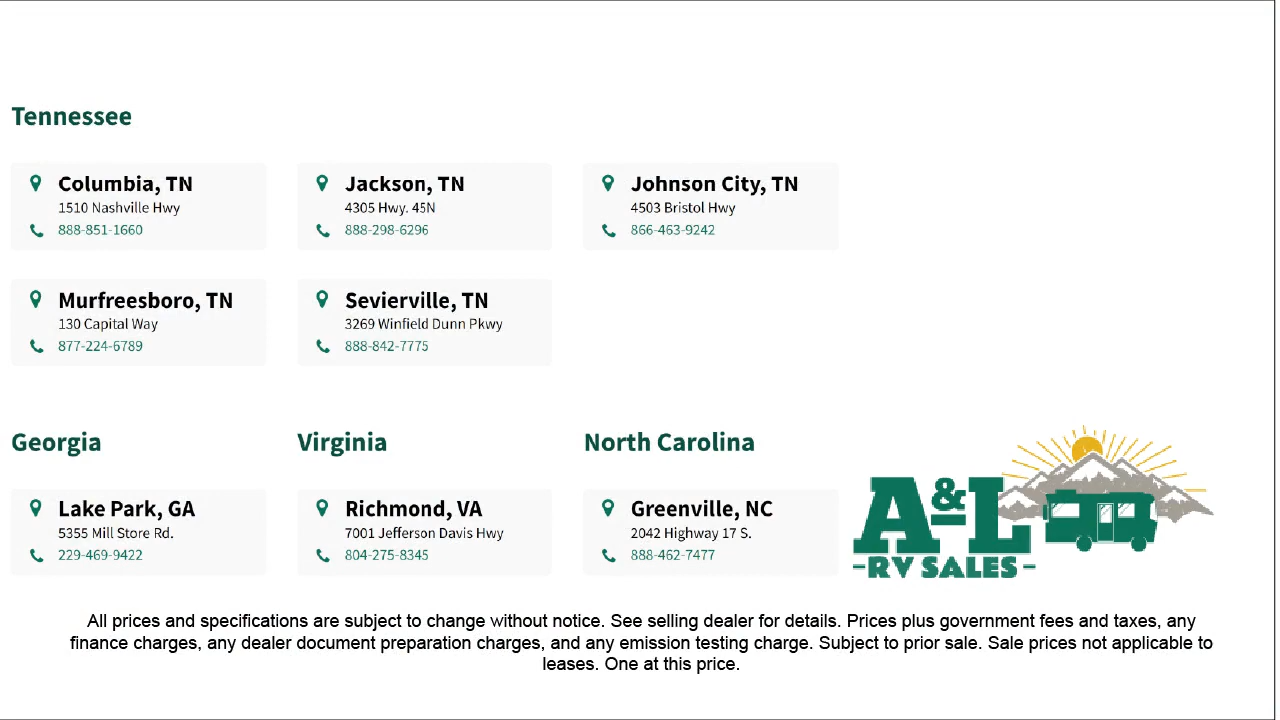 Tennessee
Columbia, TN
1510 Nashville Hwy
888-851-1660
Jackson, TN
4305 Hwy. 45N
888-298-6296
Johnson City, TN
4503 Bristol Hwy
866-463-9242
Murfreesboro, TN
130 Capital Way
877-224-6789
Sevierville, TN
3269 Winfield Dunn Pkwy
888-842-7775
Georgia
Lake Park, GA
5355 Mill Store Rd.
229-469-9422
Virginia
Richmond, VA
7001 Jefferson Davis Hwy
804-275-8345
North Carolina
Greenville, NC
2042 Highway 17 S.
888-462-7477
A&L
-RV SALES-
All prices and specifications are subject to change without notice. See selling dealer for details. Prices plus government fees and taxes, any
finance charges, any dealer document preparation charges, and any emission testing charge. Subject to prior sale. Sale prices not applicable to
leases. One at this price.